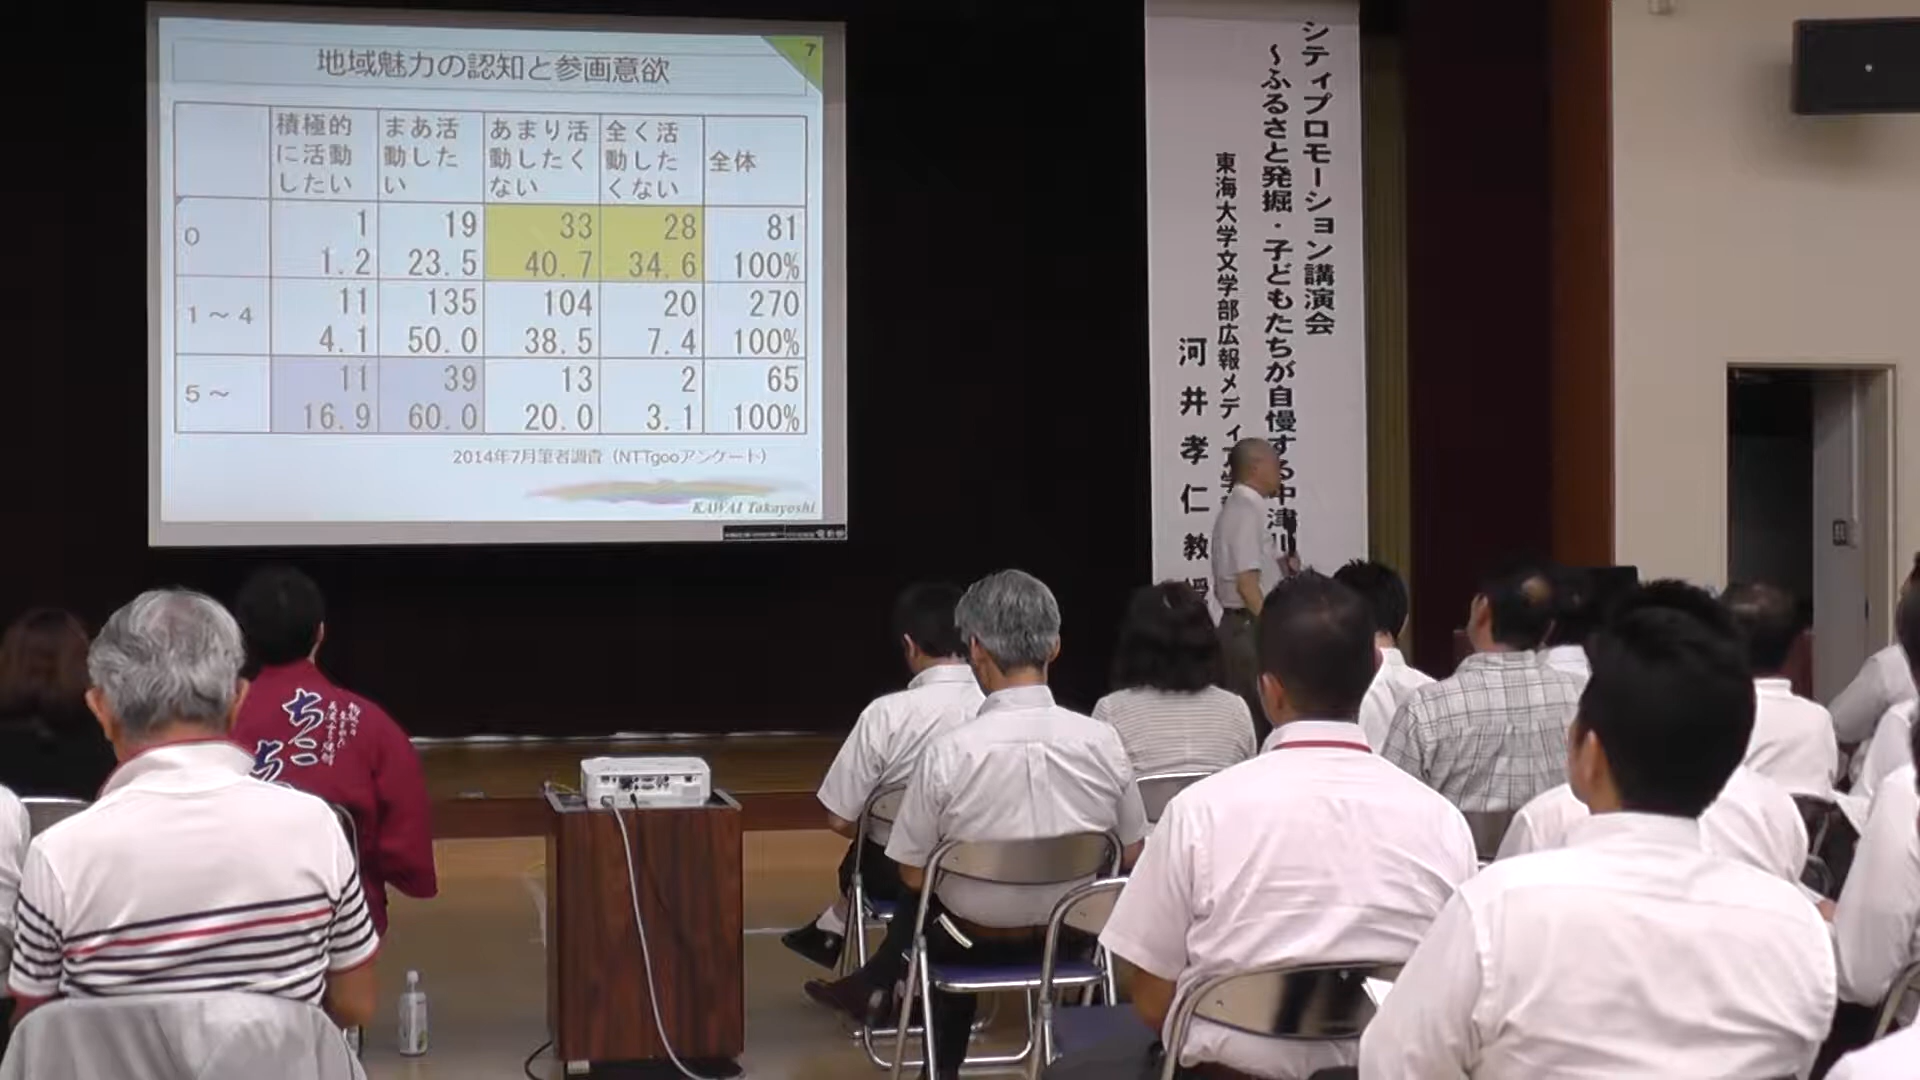 7
地域魅力の認知と参画意欲
積極的
に活動
したい
まあ活
動した
い
あまり活
動したく
ない
全く活
動した
くない
全体
0
1
19
33
28
81
1.2
23.5
40.7
34.6
100%
1～4
11
135
104
20
270
4.1
50.0
38.5
7.4
100%
5～
11
39
13
2
65
16.9
60.0
20.0
3.1
100%
2014年7月筆者調査（NTTgooアンケート）
KAWAI Takayoshi
シティプロモーション講演会
～ふるさと発掘・子どもたちが自慢する中津川
東海大学文学部広報メディア学
河井孝仁教授
ちこ
ち